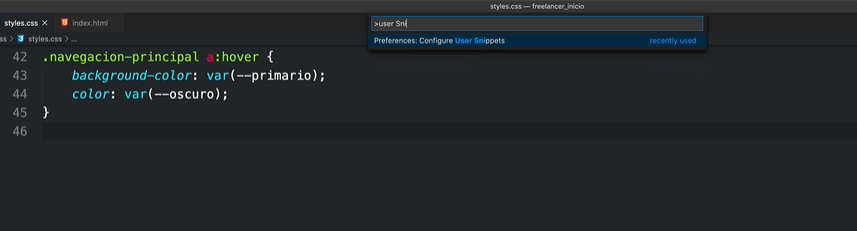 styles.css — freelancer_inicio
styles.css × index.html
>user Sni
ss > styles.css > ...
Preferences: Configure User Snippets recently used
42 .navegacion-principal a:hover {
43 background-color: var(--primario);
44 color: var(--oscuro);
45 }
46